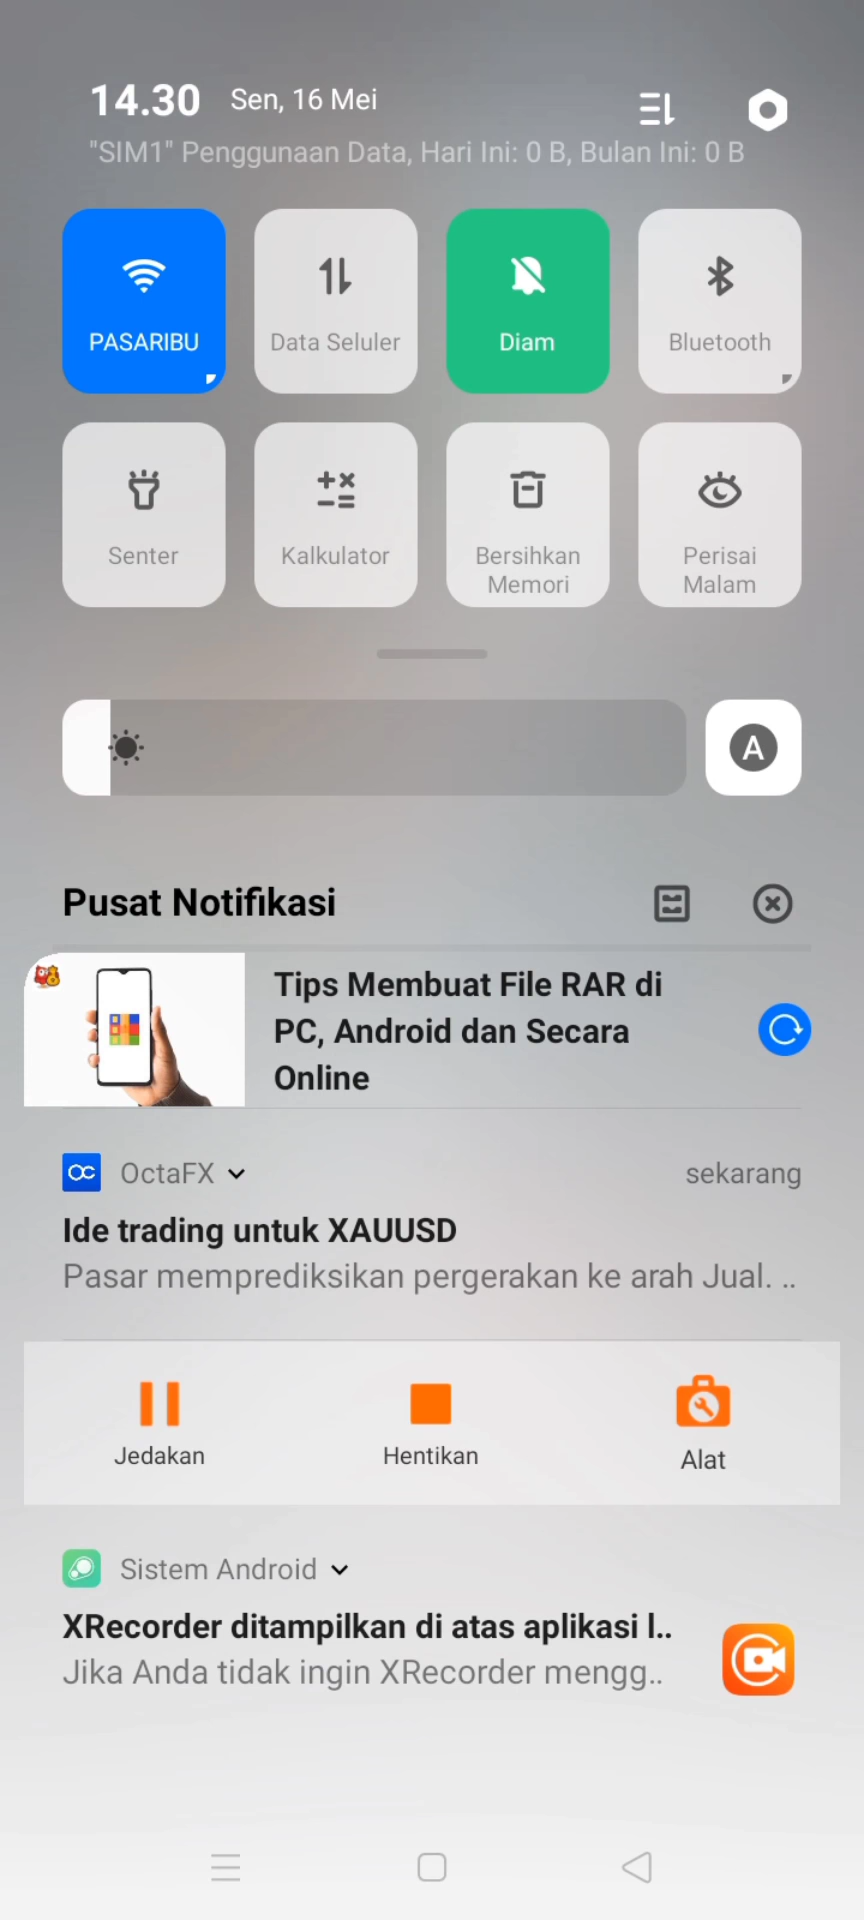 14.30 Sen, 16 Mei
"SIM1" Penggunaan Data, Hari Ini: 0 B, Bulan Ini: 0 B
PASARIBU
Data Seluler
Diam
Bluetooth
Senter
Kalkulator
Bersihkan
Memori
Perisai
Malam
A
Pusat Notifikasi
Tips Membuat File RAR di
PC, Android dan Secara
Online
OctaFX sekarang
Ide trading untuk XAUUSD
Pasar memprediksikan pergerakan ke arah Jual. ..
Jedakan
Hentikan
Alat
Sistem Android
XRecorder ditampilkan di atas aplikasi l..
Jika Anda tidak ingin XRecorder mengg..